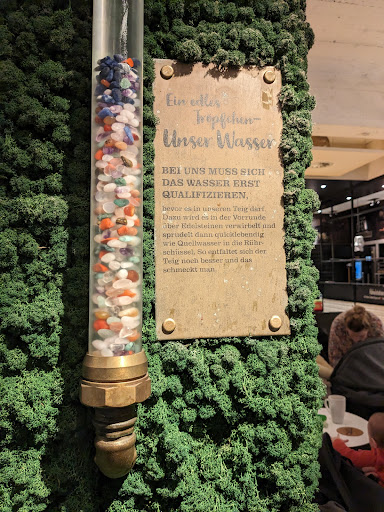 Ein edles
Tröpfchen-
Unser Wasser
BEI UNS MUSS SICH
DAS WASSER ERST
QUALIFIZIEREN,
bevor es in unseren Teig darf.
Dazu wird es in der Vorrunde
über Edelsteinen verwirbelt und
sprudelt dann quicklebendig
wie Quellwasser in die Rühr-
schüssel. So entfaltet sich der
Teig noch besser und das
schmeckt man.